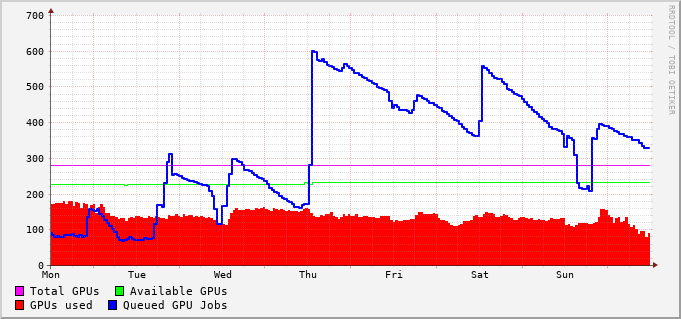 700
600
500
400
300
200
100
0
Mon Tue Wed Thu Fri Sat Sun
Total GPUs Available GPUs
GPUs used Queued GPU Jobs
RRDTOOL / TOBI OETIKER